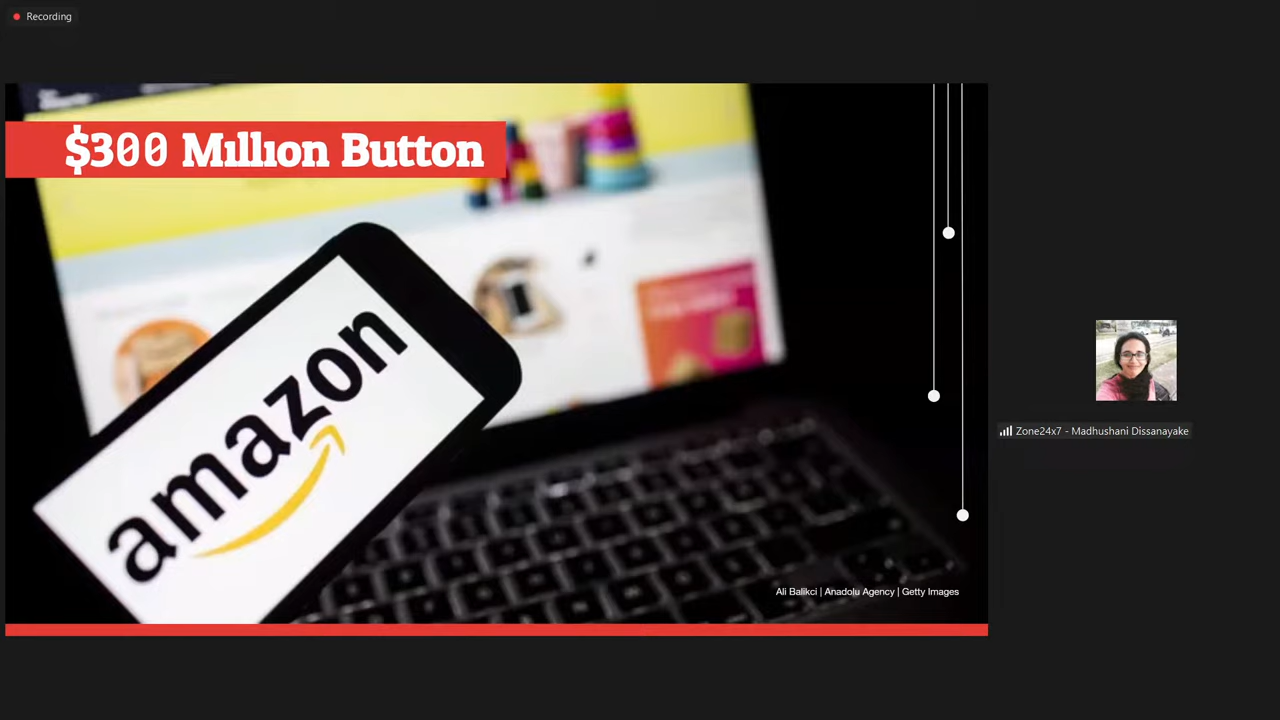 Recording
$300 Million Button
amazon
Ali Balikci | Anadolu Agency | Getty Images
Zone24x7 - Madhushani Dissanayake